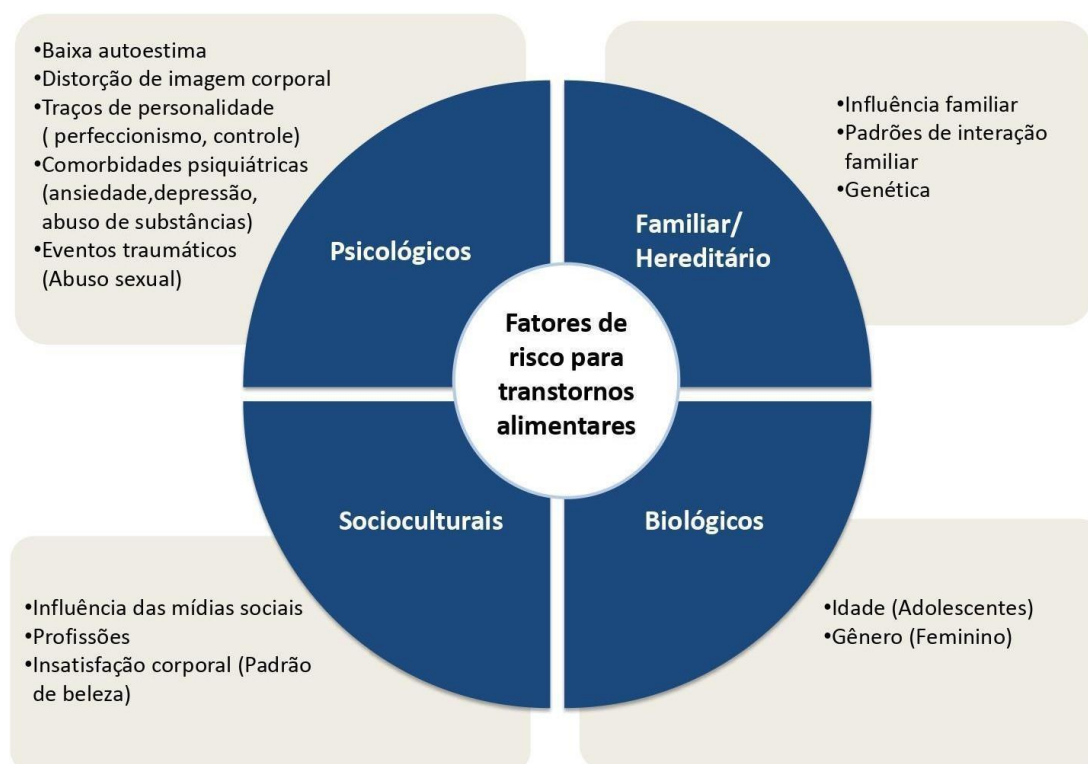 •Baixa autoestima
•Distorção de imagem corporal
•Traços de personalidade
( perfeccionismo, controle)
•Comorbidades psiquiátricas
(ansiedade,depressão,
abuso de substâncias)
•Eventos traumáticos
(Abuso sexual)
•Influência familiar
•Padrões de interação
familiar
•Genética
Psicológicos
Familiar/
Hereditário
Fatores de
risco para
transtornos
alimentares
Socioculturais
Biológicos
•Influência das mídias sociais
•Profissões
•Insatisfação corporal (Padrão
de beleza)
•Idade (Adolescentes)
•Gênero (Feminino)